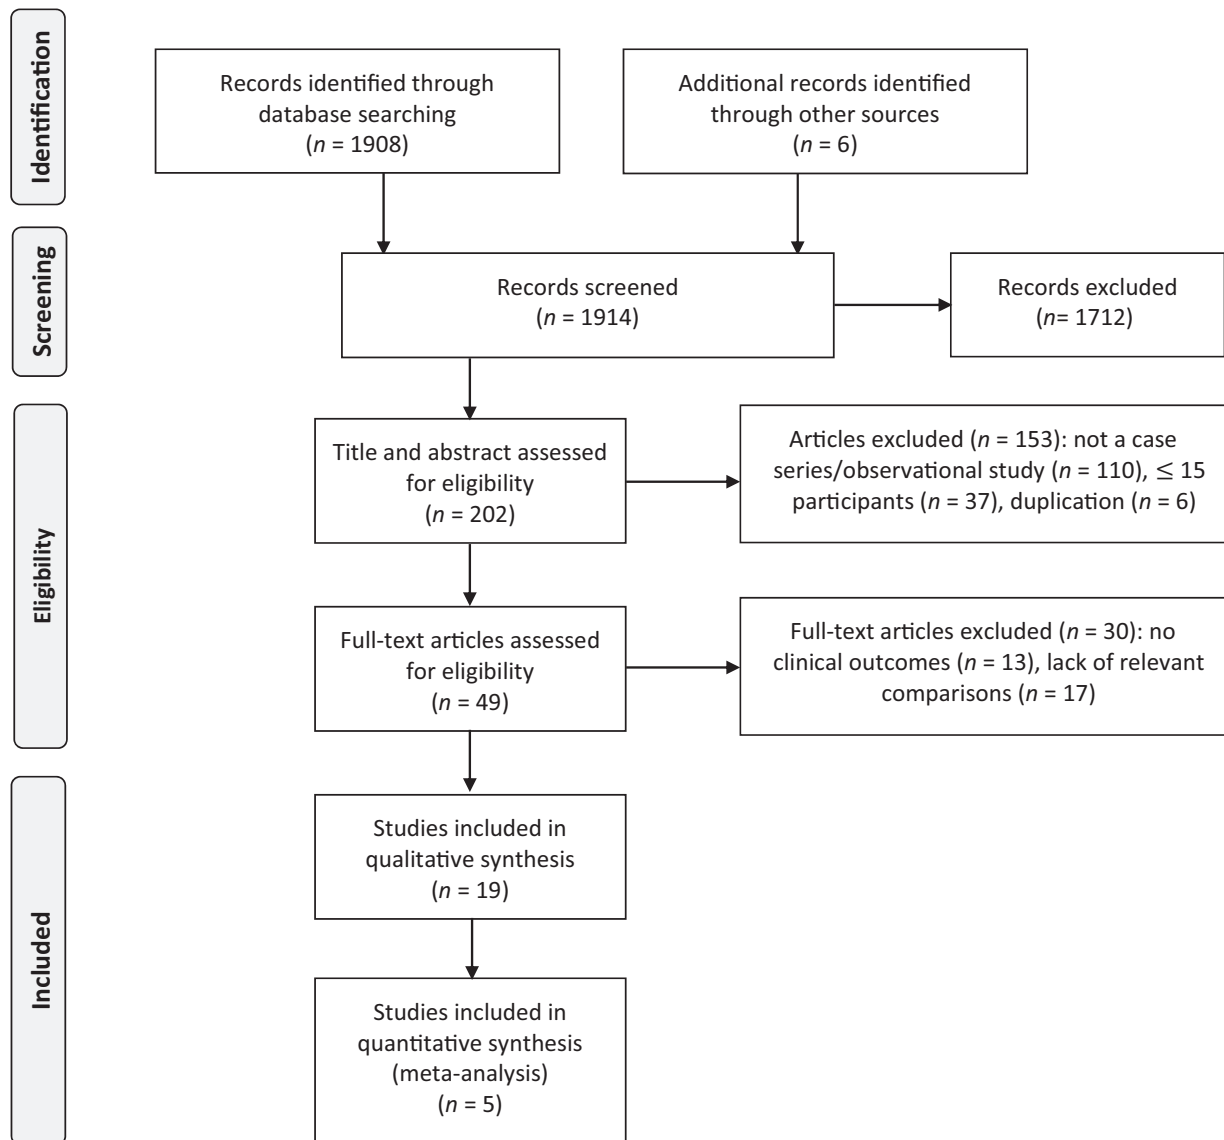 Identification
Records identified through
database searching
(n = 1908)
Additional records identified
through other sources
(n = 6)
Screening
Records screened
(n = 1914)
Records excluded
(n= 1712)
Eligibility
Title and abstract assessed
for eligibility
(n = 202)
Articles excluded (n = 153): not a case
series/observational study (n = 110), ≤ 15
participants (n = 37), duplication (n = 6)
Full-text articles assessed
for eligibility
(n = 49)
Full-text articles excluded (n = 30): no
clinical outcomes (n = 13), lack of relevant
comparisons (n = 17)
Included
Studies included in
qualitative synthesis
(n = 19)
Studies included in
quantitative synthesis
(meta-analysis)
(n = 5)